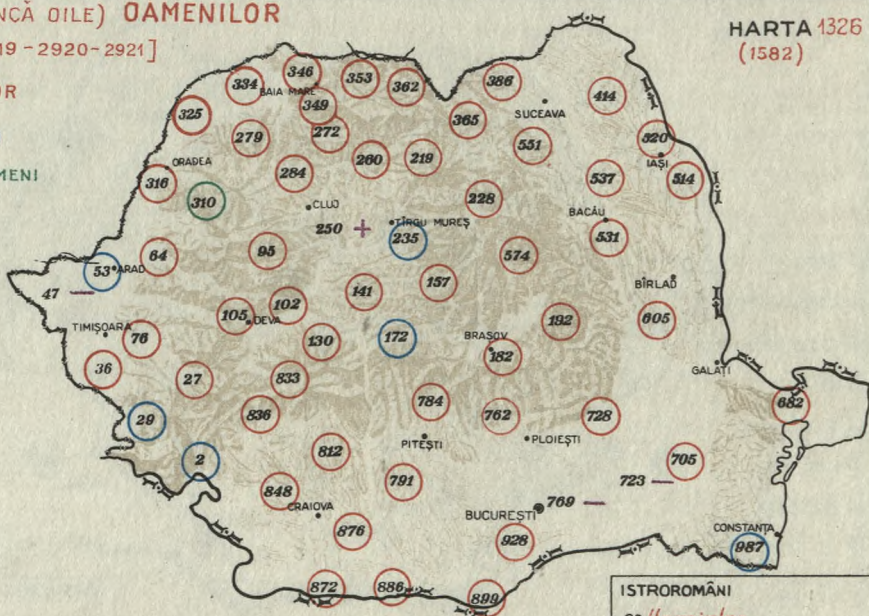 NCĂ OILE) OAMENILOR
19-2920-2921]
OR
MENI
HARTA 1326
(1582)
346
353
362
386
334
BAIA MARE
349
414
325
365
SUCEAVA
279
272
551
320
IAȘI
ORADEA
284
260
219
316
310
537
514
CLUJ
228
BACĂU
250 +
TÎRGU MUREȘ
235
531
64
95
574
53
ARAD
47 —
141
157
BÎRLAD
105
DEVA
102
192
605
TIMIȘOARA
76
130
172
BRAȘOV
182
36
27
833
GALAȚI
29
836
784
762
728
682
PITEȘTI
PLOIEȘTI
2
812
791
705
723 —
848
CRAIOVA
769 —
BUCUREȘTI
876
928
CONSTANȚA
987
872
886
899
ISTROROMÂNI